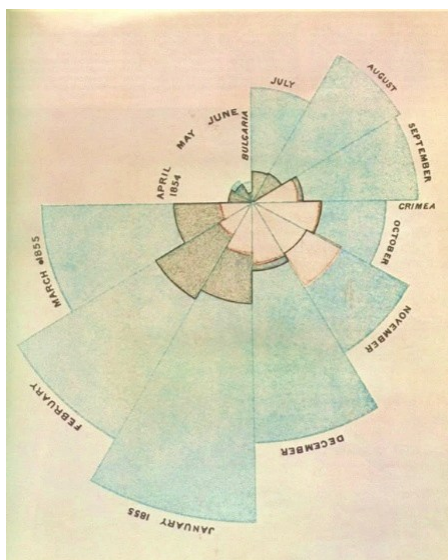 APRIL
1854
MAY
JUNE
BULGARIA
JULY
AUGUST
SEPTEMBER
CRIMEA
OCTOBER
NOVEMBER
DECEMBER
JANUARY 1855
FEBRUARY
MARCH 1855